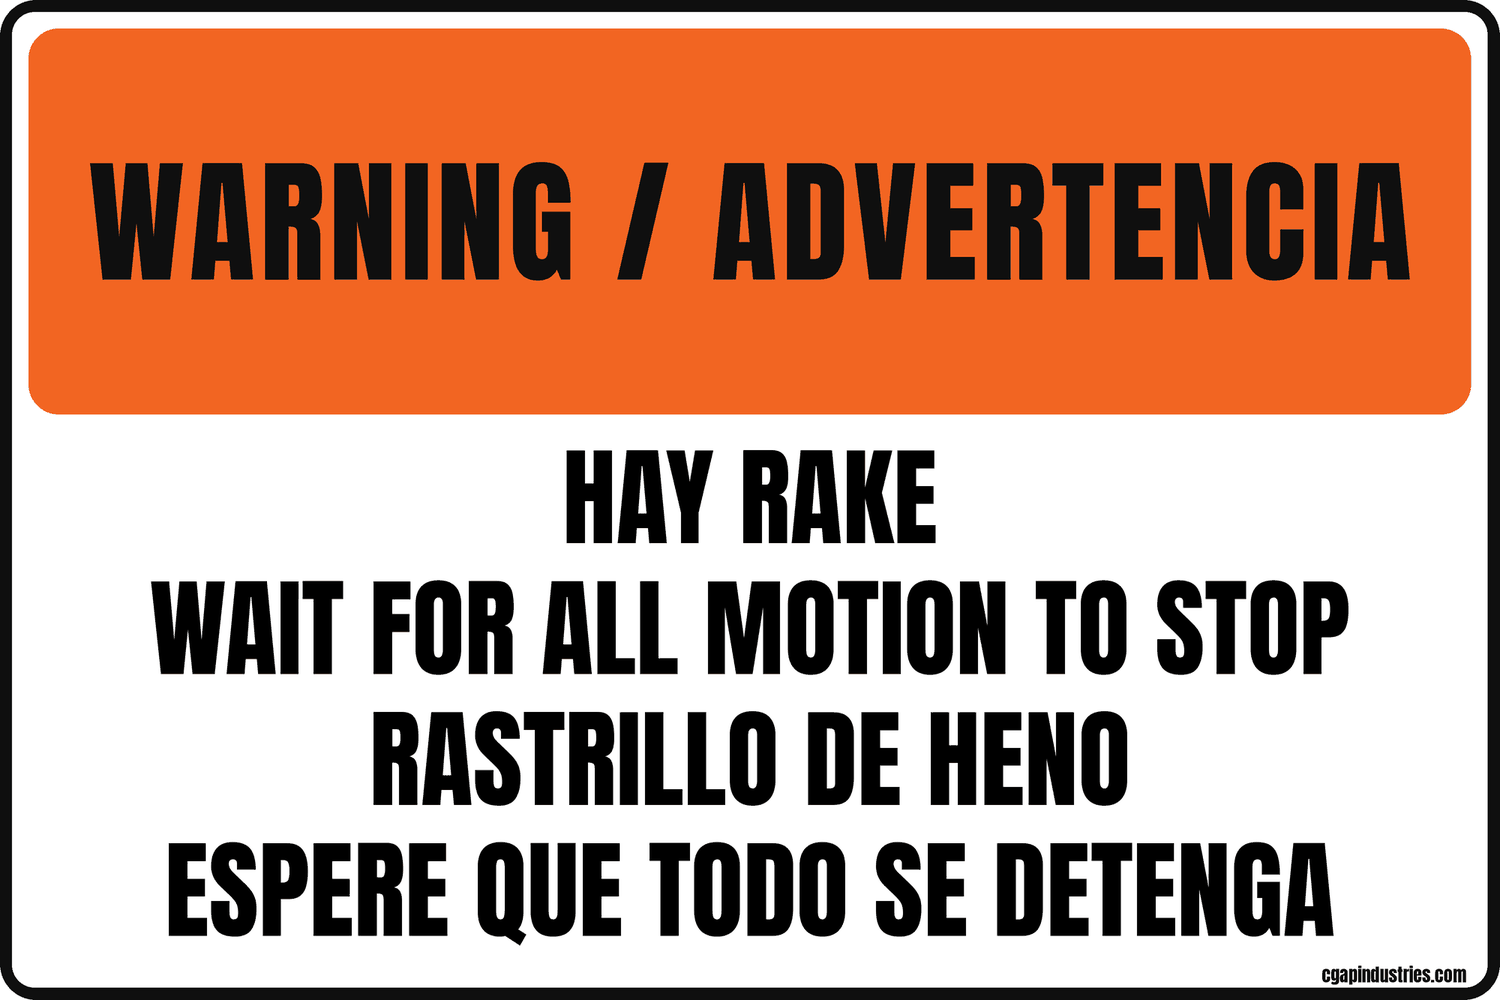 WARNING / ADVERTENCIA
HAY RAKE
WAIT FOR ALL MOTION TO STOP
RASTRILLO DE HENO
ESPERE QUE TODO SE DETENGA
cgapindustries.com